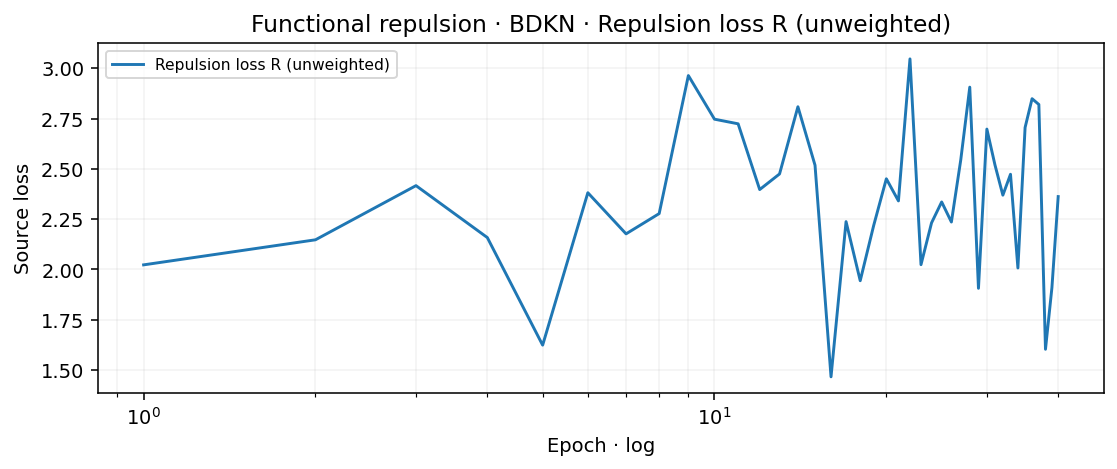 Functional repulsion · BDKN · Repulsion loss R (unweighted)
Repulsion loss R (unweighted)
Source loss
3.00
2.75
2.50
2.25
2.00
1.75
1.50
10⁰
10¹
Epoch · log